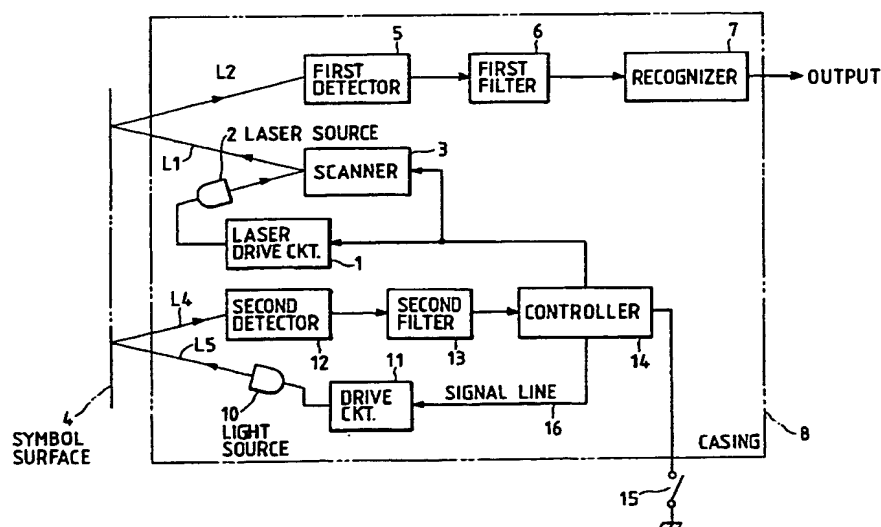 5
6
7
L2
FIRST
DETECTOR
FIRST
FILTER
RECOGNIZER
OUTPUT
2 LASER SOURCE
3
L1
SCANNER
LASER
DRIVE CKT.
1
L4
SECOND
DETECTOR
SECOND
FILTER
CONTROLLER
L5
12
13
14
11
10
LIGHT
SOURCE
DRIVE
CKT.
SIGNAL LINE
16
4
SYMBOL
SURFACE
CASING
8
15